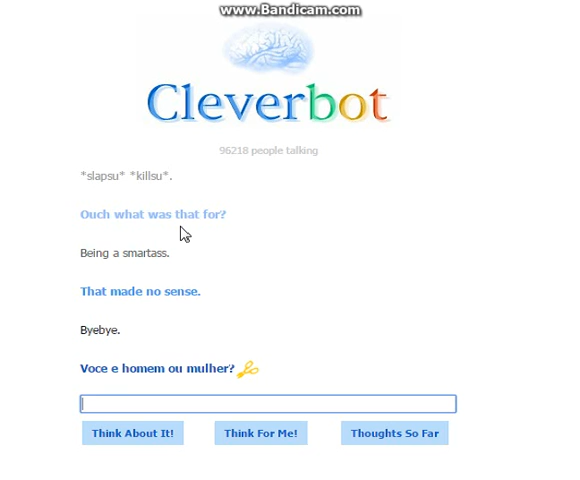 www.Bandicam.com
Cleverbot
96218 people talking
*slapsu* *killsu*.
Ouch what was that for?
Being a smartass.
That made no sense.
Byebye.
Voce e homem ou mulher?
Think About It! Think For Me! Thoughts So Far